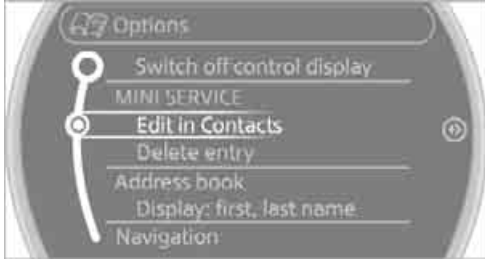 Options
Switch off control display
MINI SERVICE
Edit in Contacts
Delete entry
Address book
Display: first, last name
Navigation